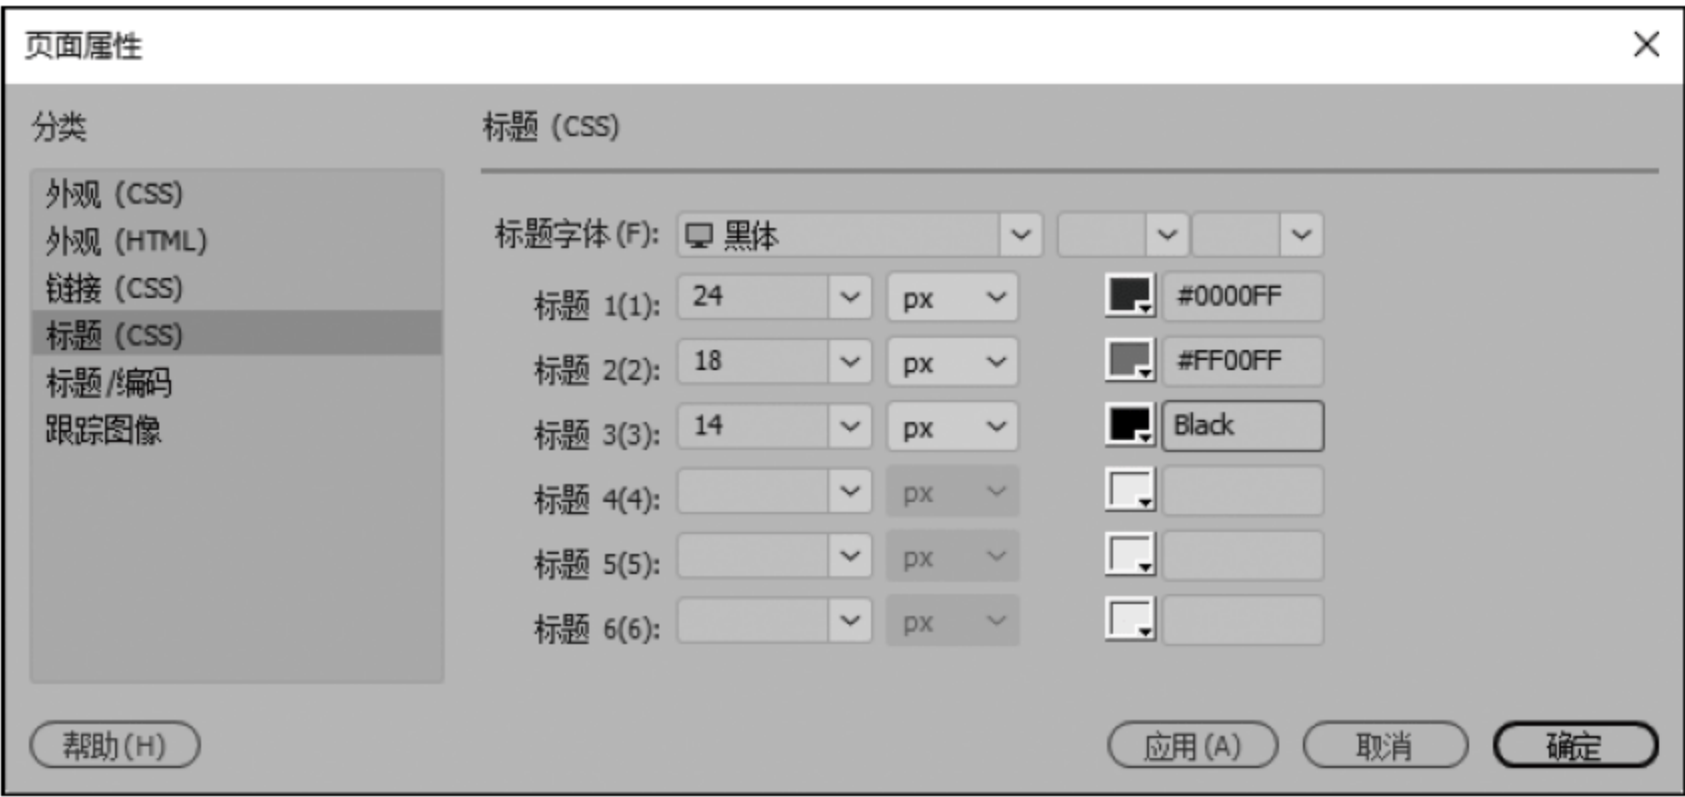 页面属性
分类
外观 (CSS)
外观 (HTML)
链接 (CSS)
标题 (CSS)
标题/编码
跟踪图像
标题 (CSS)
标题字体(F): 黑体
标题 1(1): 24 px #0000FF
标题 2(2): 18 px #FF00FF
标题 3(3): 14 px Black
标题 4(4): px
标题 5(5): px
标题 6(6): px
帮助(H) 应用(A) 取消 确定